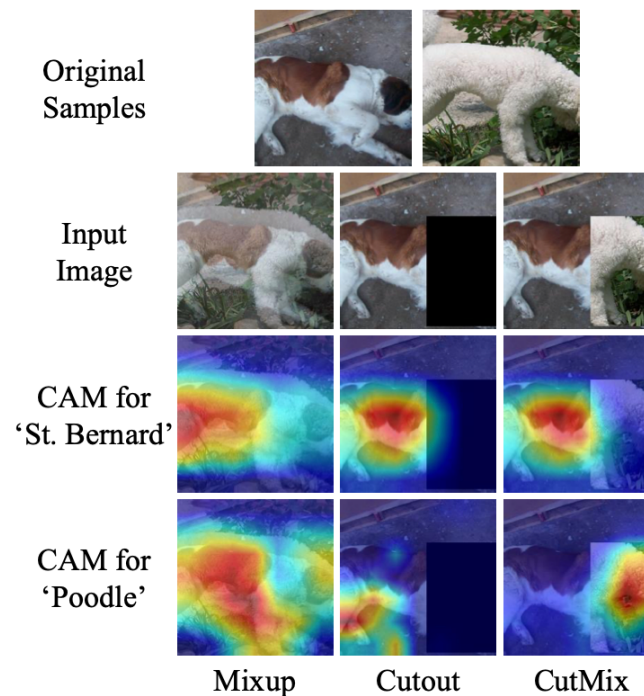 Original
Samples
Input
Image
CAM for
‘St. Bernard’
CAM for
‘Poodle’
Mixup Cutout CutMix